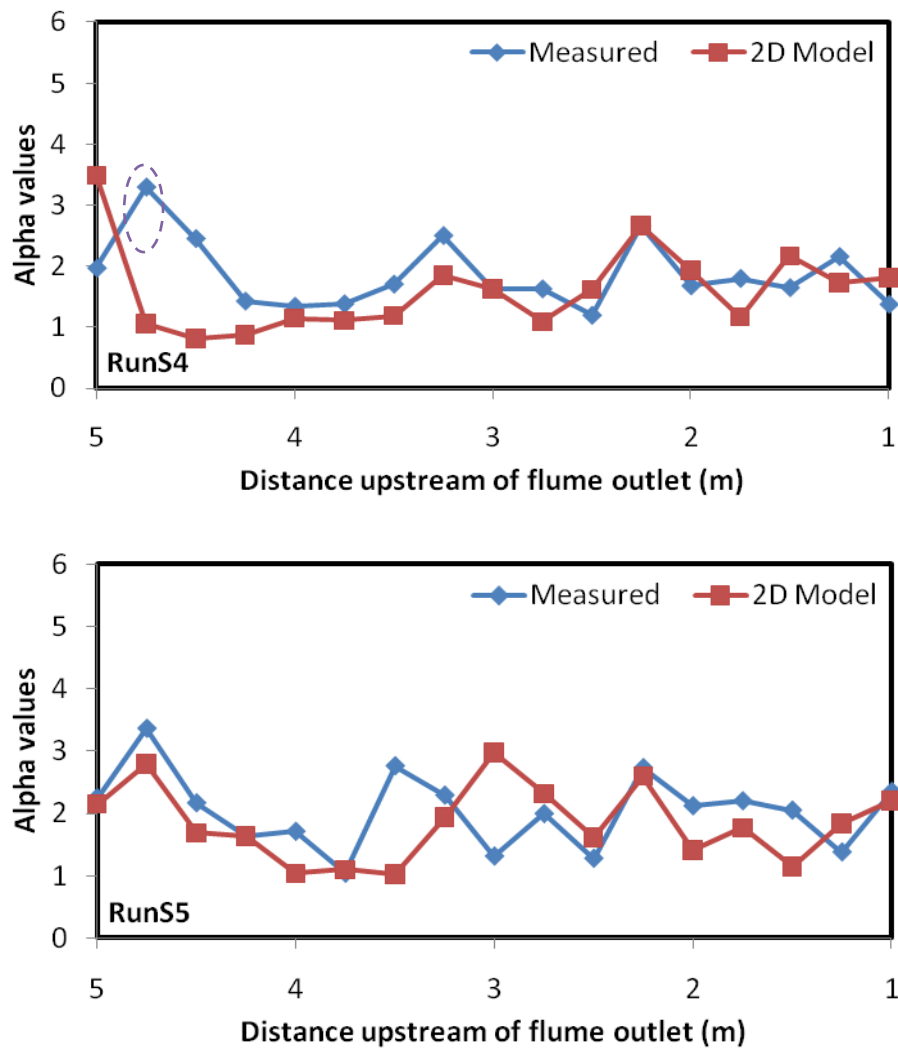 6
Measured 2D Model
5
4
Alpha values
3
2
1
RunS4
0
5 4 3 2 1
Distance upstream of flume outlet (m)
6
Measured 2D Model
5
4
Alpha values
3
2
1
RunS5
0
5 4 3 2 1
Distance upstream of flume outlet (m)